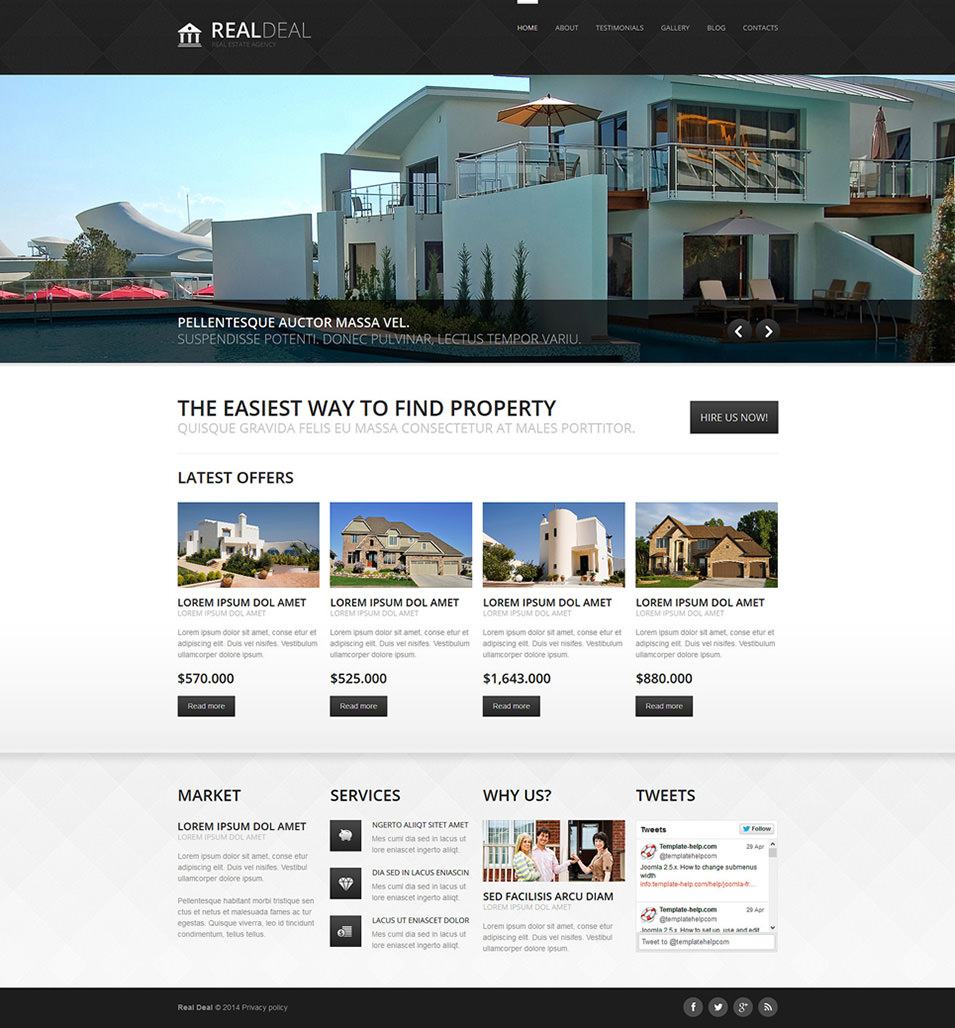 REALDEAL
REAL ESTATE AGENCY
HOME ABOUT TESTIMONIALS GALLERY BLOG CONTACTS
PELLENTESQUE AUCTOR MASSA VEL.
SUSPENDISSE POTENTI. DONEC PULVINAR, LECTUS TEMPOR VARIU.
THE EASIEST WAY TO FIND PROPERTY
QUISQUE GRAVIDA FELIS EU MASSA CONSECTETUR AT MALES PORTTITOR.
HIRE US NOW!
LATEST OFFERS
LOREM IPSUM DOL AMET
LOREM IPSUM DOL AMET
Lorem ipsum dolor sit amet, conse etur et
adipiscing elit. Duis vel nisifes. Vestibulum
ullamcorper dolore ipsum.
$570.000
Read more
LOREM IPSUM DOL AMET
LOREM IPSUM DOL AMET
Lorem ipsum dolor sit amet, conse etur et
adipiscing elit. Duis vel nisifes. Vestibulum
ullamcorper dolore ipsum.
$525.000
Read more
LOREM IPSUM DOL AMET
LOREM IPSUM DOL AMET
Lorem ipsum dolor sit amet, conse etur et
adipiscing elit. Duis vel nisifes. Vestibulum
ullamcorper dolore ipsum.
$1,643.000
Read more
LOREM IPSUM DOL AMET
LOREM IPSUM DOL AMET
Lorem ipsum dolor sit amet, conse etur et
adipiscing elit. Duis vel nisifes. Vestibulum
ullamcorper dolore ipsum.
$880.000
Read more
MARKET
LOREM IPSUM DOL AMET
LOREM IPSUM DOL AMET
Lorem ipsum dolor sit amet, conse etur
adipiscing elit. Duis vel nisifes. Vestibul
ullamcorper dolore ipsum.
Pellentesque habitant morbi tristique sen
ctus et netus et malesuada fames ac tur
egestas. Quisque viverra, leo id tincidunt
condimentum, tellus tellus.
SERVICES
NGERTO ALIIQT SITET AMET
Mes cuml dia sed in lacus ut
lore eniascet ingerto aliiqt.
DIA SED IN LACUS ENIASCIN
Mes cuml dia sed in lacus ut
lore eniascet ingerto aliiqt.
LACUS UT ENIASCET DOLOR
Mes cuml dia sed in lacus ut
lore eniascet ingerto aliiqt.
WHY US?
SED FACILISIS ARCU DIAM
LOREM IPSUM DOL AMET
Lorem ipsum dolor sit amet, conse etur
adipiscing elit. Duis vel nisifes. Vestibul
ullamcorper dolore ipsum.
TWEETS
Tweets
Follow
Template-help.com 29 Apr
@templatehelpcom
Joomla 2.5.x. How to change submenus
width
info.template-help.com/help/joomla-fr…
Template-help.com 29 Apr
@templatehelpcom
Joomla 2.5.x. How to set up, use and edit
Tweet to @templatehelpcom
Real Deal © 2014 Privacy policy